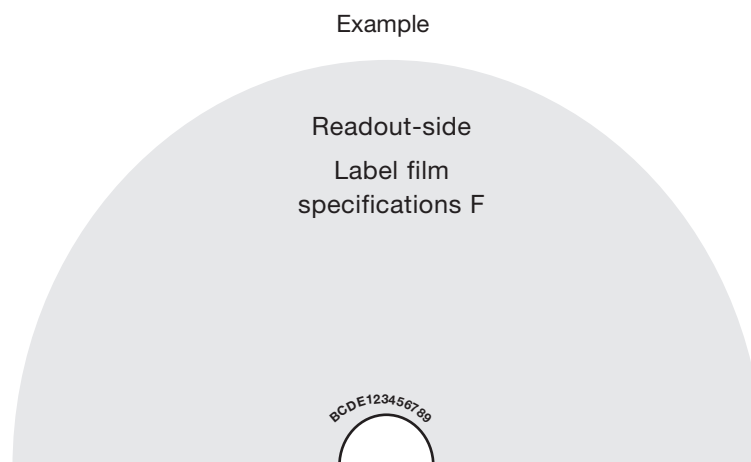 Example
Readout-side
Label film
specifications F
BCDE123456789